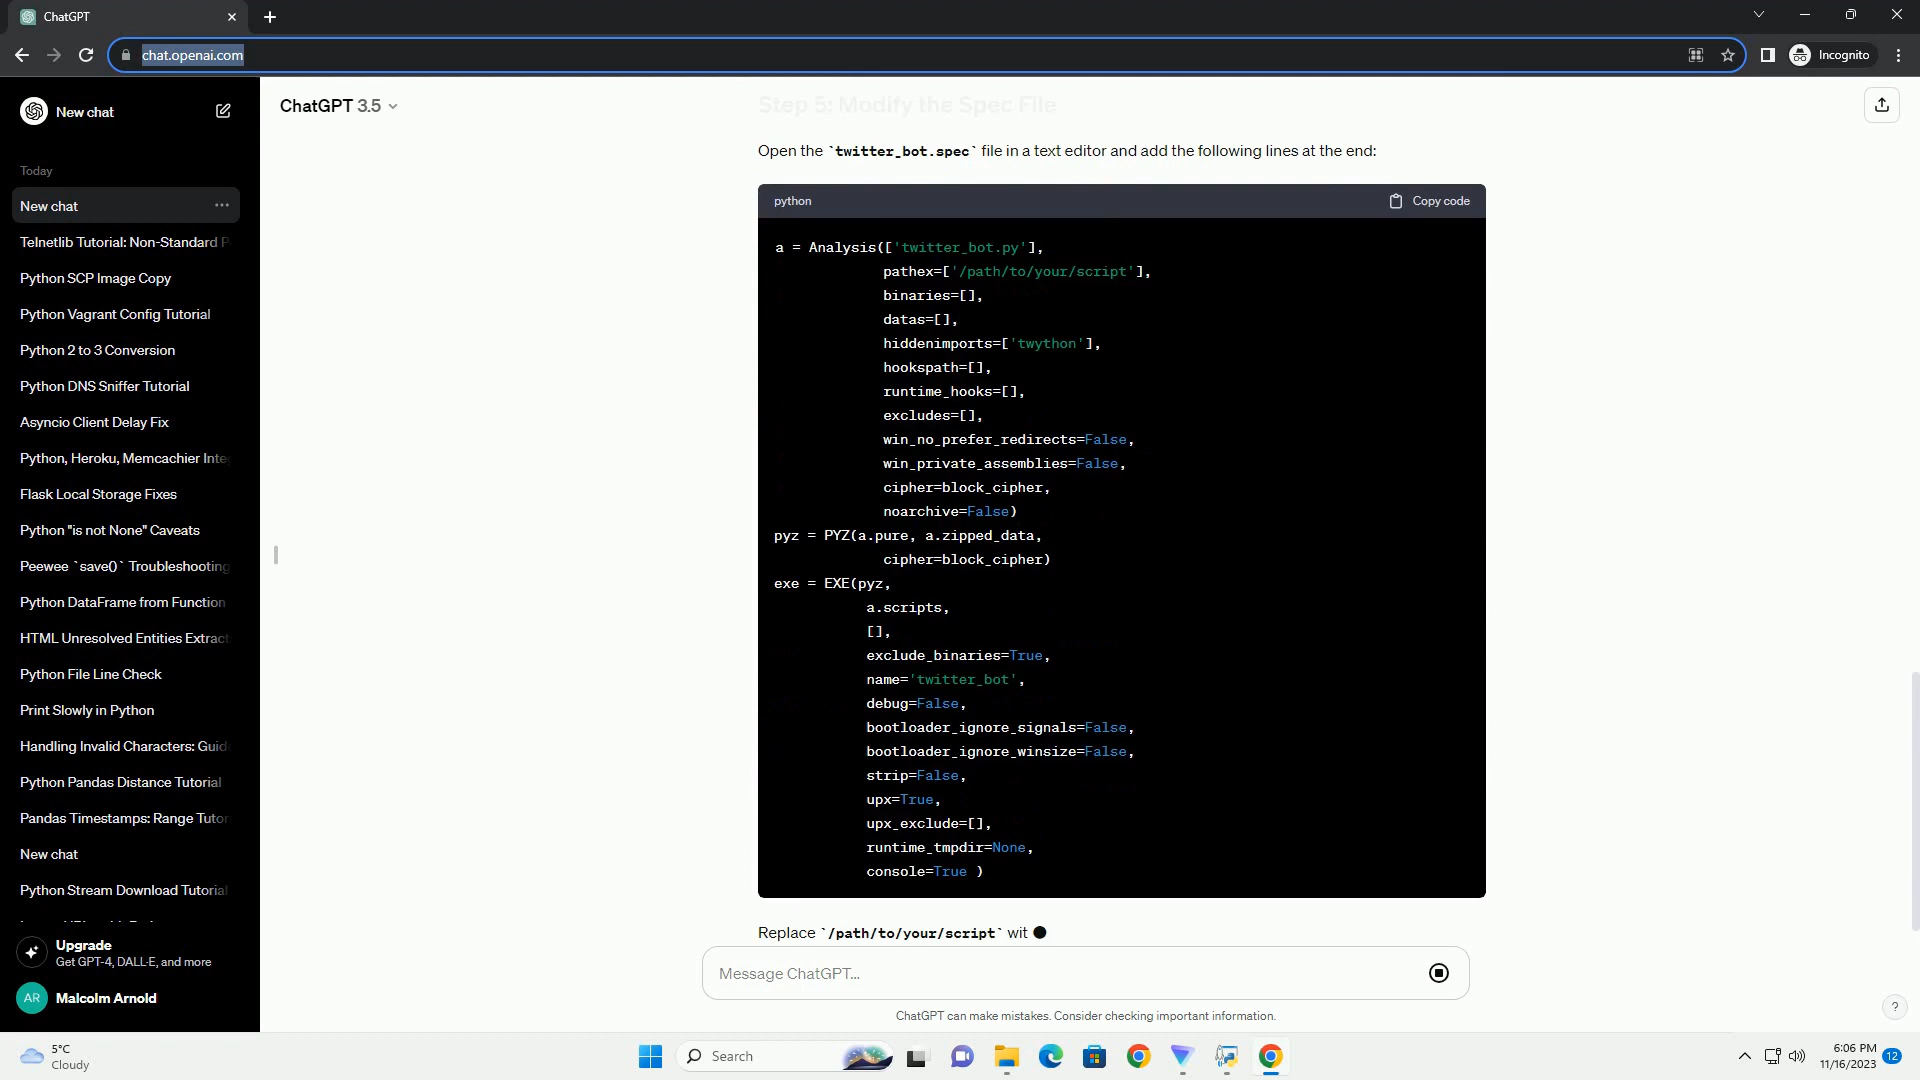 ChatGPT
chat.openai.com
Incognito
New chat
ChatGPT 3.5
Today
New chat
Telnetlib Tutorial: Non-Standard P
Python SCP Image Copy
Python Vagrant Config Tutorial
Python 2 to 3 Conversion
Python DNS Sniffer Tutorial
Asyncio Client Delay Fix
Python, Heroku, Memcachier Inte
Flask Local Storage Fixes
Python "is not None" Caveats
Peewee `save()` Troubleshooting
Python DataFrame from Function
HTML Unresolved Entities Extract
Python File Line Check
Print Slowly in Python
Handling Invalid Characters: Guid
Python Pandas Distance Tutorial
Pandas Timestamps: Range Tutor
New chat
Python Stream Download Tutorial
Upgrade
Get GPT-4, DALL·E, and more
AR
Malcolm Arnold
Step 5: Modify the Spec File
Open the `twitter_bot.spec` file in a text editor and add the following lines at the end:
python
Copy code
a = Analysis(['twitter_bot.py'],
pathex=['/path/to/your/script'],
binaries=[],
datas=[],
hiddenimports=['twython'],
hookspath=[],
runtime_hooks=[],
excludes=[],
win_no_prefer_redirects=False,
win_private_assemblies=False,
cipher=block_cipher,
noarchive=False)
pyz = PYZ(a.pure, a.zipped_data,
cipher=block_cipher)
exe = EXE(pyz,
a.scripts,
[],
exclude_binaries=True,
name='twitter_bot',
debug=False,
bootloader_ignore_signals=False,
bootloader_ignore_winsize=False,
strip=False,
upx=True,
upx_exclude=[],
runtime_tmpdir=None,
console=True )
Replace `/path/to/your/script` wit
Message ChatGPT...
ChatGPT can make mistakes. Consider checking important information.
?
5°C
Cloudy
Search
6:06 PM
11/16/2023
12